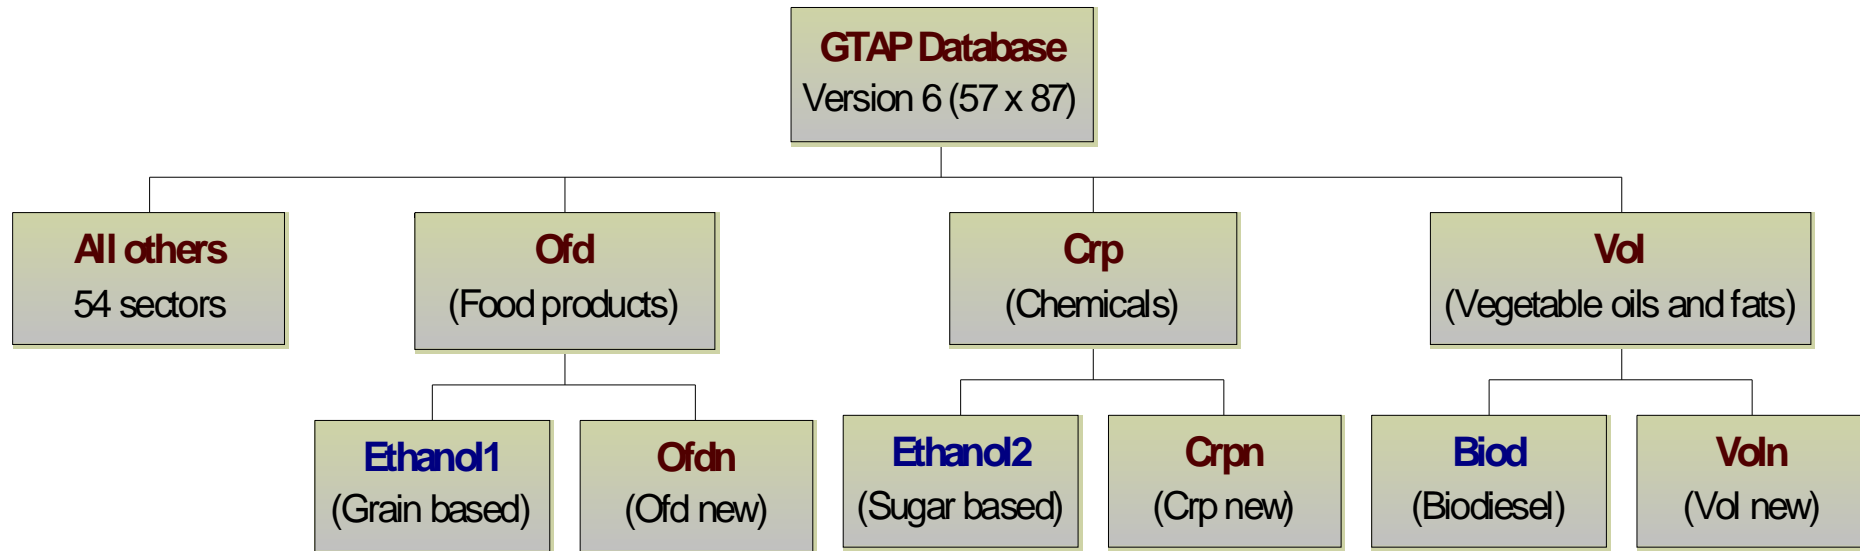 GTAP Database
Version 6 (57 x 87)
All others
54 sectors
Ofd
(Food products)
Crp
(Chemicals)
Vol
(Vegetable oils and fats)
Ethanol1
(Grain based)
Ofdn
(Ofd new)
Ethanol2
(Sugar based)
Crpn
(Crp new)
Biod
(Biodiesel)
Voln
(Vol new)